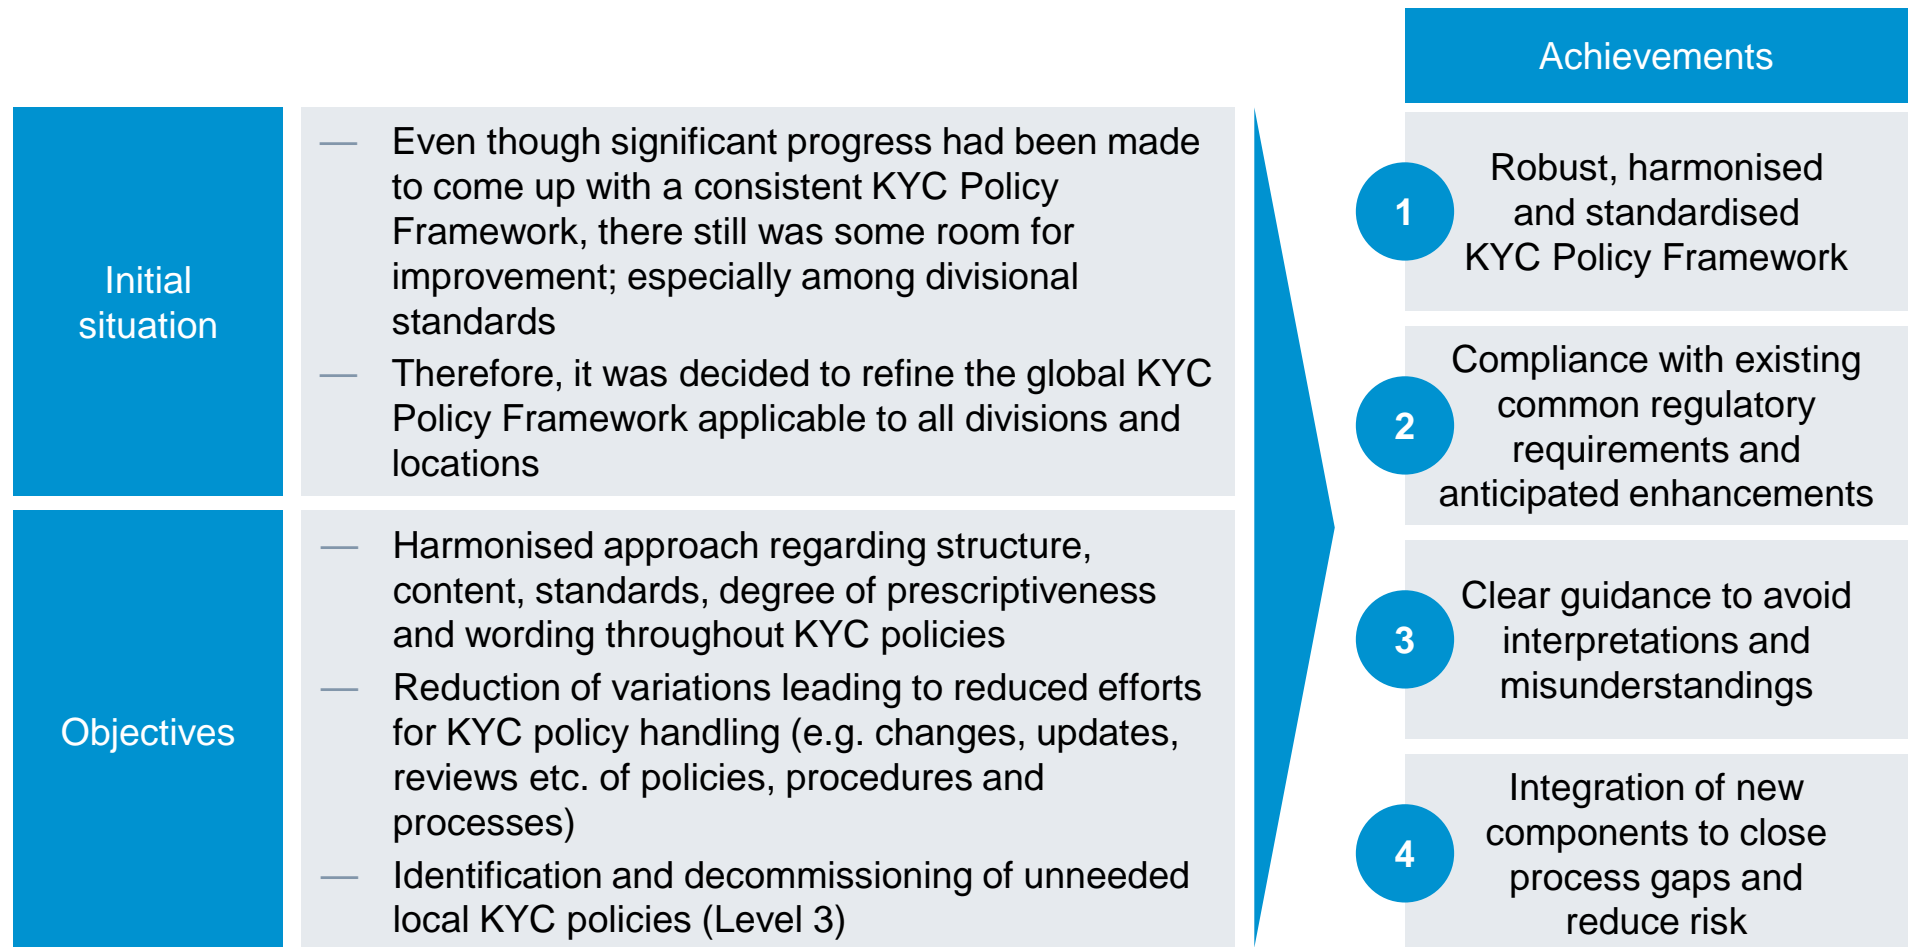 Initial
situation
— Even though significant progress had been made
to come up with a consistent KYC Policy
Framework, there still was some room for
improvement; especially among divisional
standards
— Therefore, it was decided to refine the global KYC
Policy Framework applicable to all divisions and
locations
Objectives
— Harmonised approach regarding structure,
content, standards, degree of prescriptiveness
and wording throughout KYC policies
— Reduction of variations leading to reduced efforts
for KYC policy handling (e.g. changes, updates,
reviews etc. of policies, procedures and
processes)
— Identification and decommissioning of unneeded
local KYC policies (Level 3)
Achievements
1
Robust, harmonised
and standardised
KYC Policy Framework
2
Compliance with existing
common regulatory
requirements and
anticipated enhancements
3
Clear guidance to avoid
interpretations and
misunderstandings
4
Integration of new
components to close
process gaps and
reduce risk